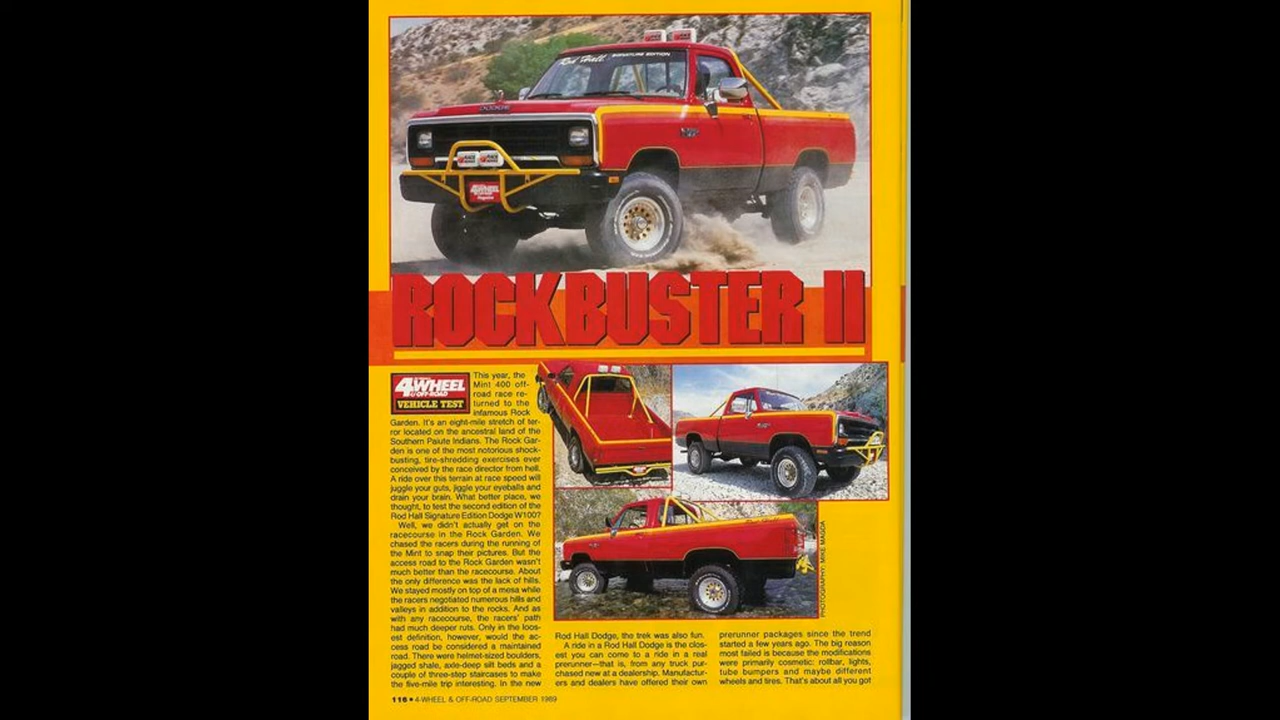 Rod Hall SIGNATURE EDITION
DODGE
4WHEEL
Magazine
ROCKBUSTER II
4WHEEL
& OFF-ROAD
VEHICLE TEST
This year, the
Mint 400 off-
road race re-
turned to the
infamous Rock
Garden. It's an eight-mile stretch of ter-
ror located on the ancestral land of the
Southern Paiute Indians. The Rock Gar-
den is one of the most notorious shock-
busting, tire-shredding exercises ever
conceived by the race director from hell.
A ride over this terrain at race speed will
juggle your guts, jiggle your eyeballs and
drain your brain. What better place, we
thought, to test the second edition of the
Rod Hall Signature Edition Dodge W100?
Well, we didn't actually get on the
racecourse in the Rock Garden. We
chased the racers during the running of
the Mint to snap their pictures. But the
access road to the Rock Garden wasn't
much better than the racecourse. About
the only difference was the lack of hills.
We stayed mostly on top of a mesa while
the racers negotiated numerous hills and
valleys in addition to the rocks. And as
with any racecourse, the racers' path
had much deeper ruts. Only in the loos-
est definition, however, would the ac-
cess road be considered a maintained
road. There were helmet-sized boulders,
jagged shale, axle-deep silt beds and a
couple of three-step staircases to make
the five-mile trip interesting. In the new
Rod Hall Dodge, the trek was also fun.
A ride in a Rod Hall Dodge is the clos-
est you can come to a ride in a real
prerunner—that is, from any truck pur-
chased new at a dealership. Manufactur-
ers and dealers have offered their own
prerunner packages since the trend
started a few years ago. The big reason
most failed is because the modifications
were primarily cosmetic: rollbar, lights,
tube bumpers and maybe different
wheels and tires. That's about all you got
PHOTOGRAPHY: MIKE MAGDA
116 • 4-WHEEL & OFF-ROAD SEPTEMBER 1989